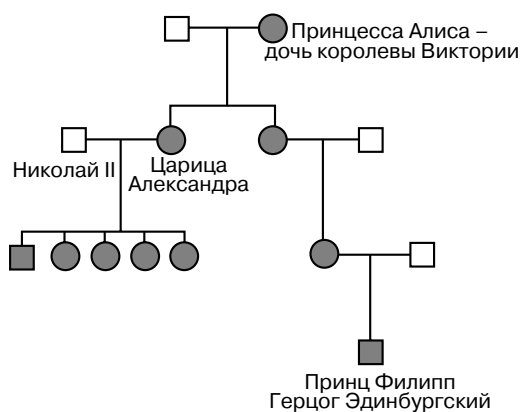 Принцесса Алиса –
дочь королевы Виктории
Николай II
Царица
Александра
Принц Филипп
Герцог Эдинбургский